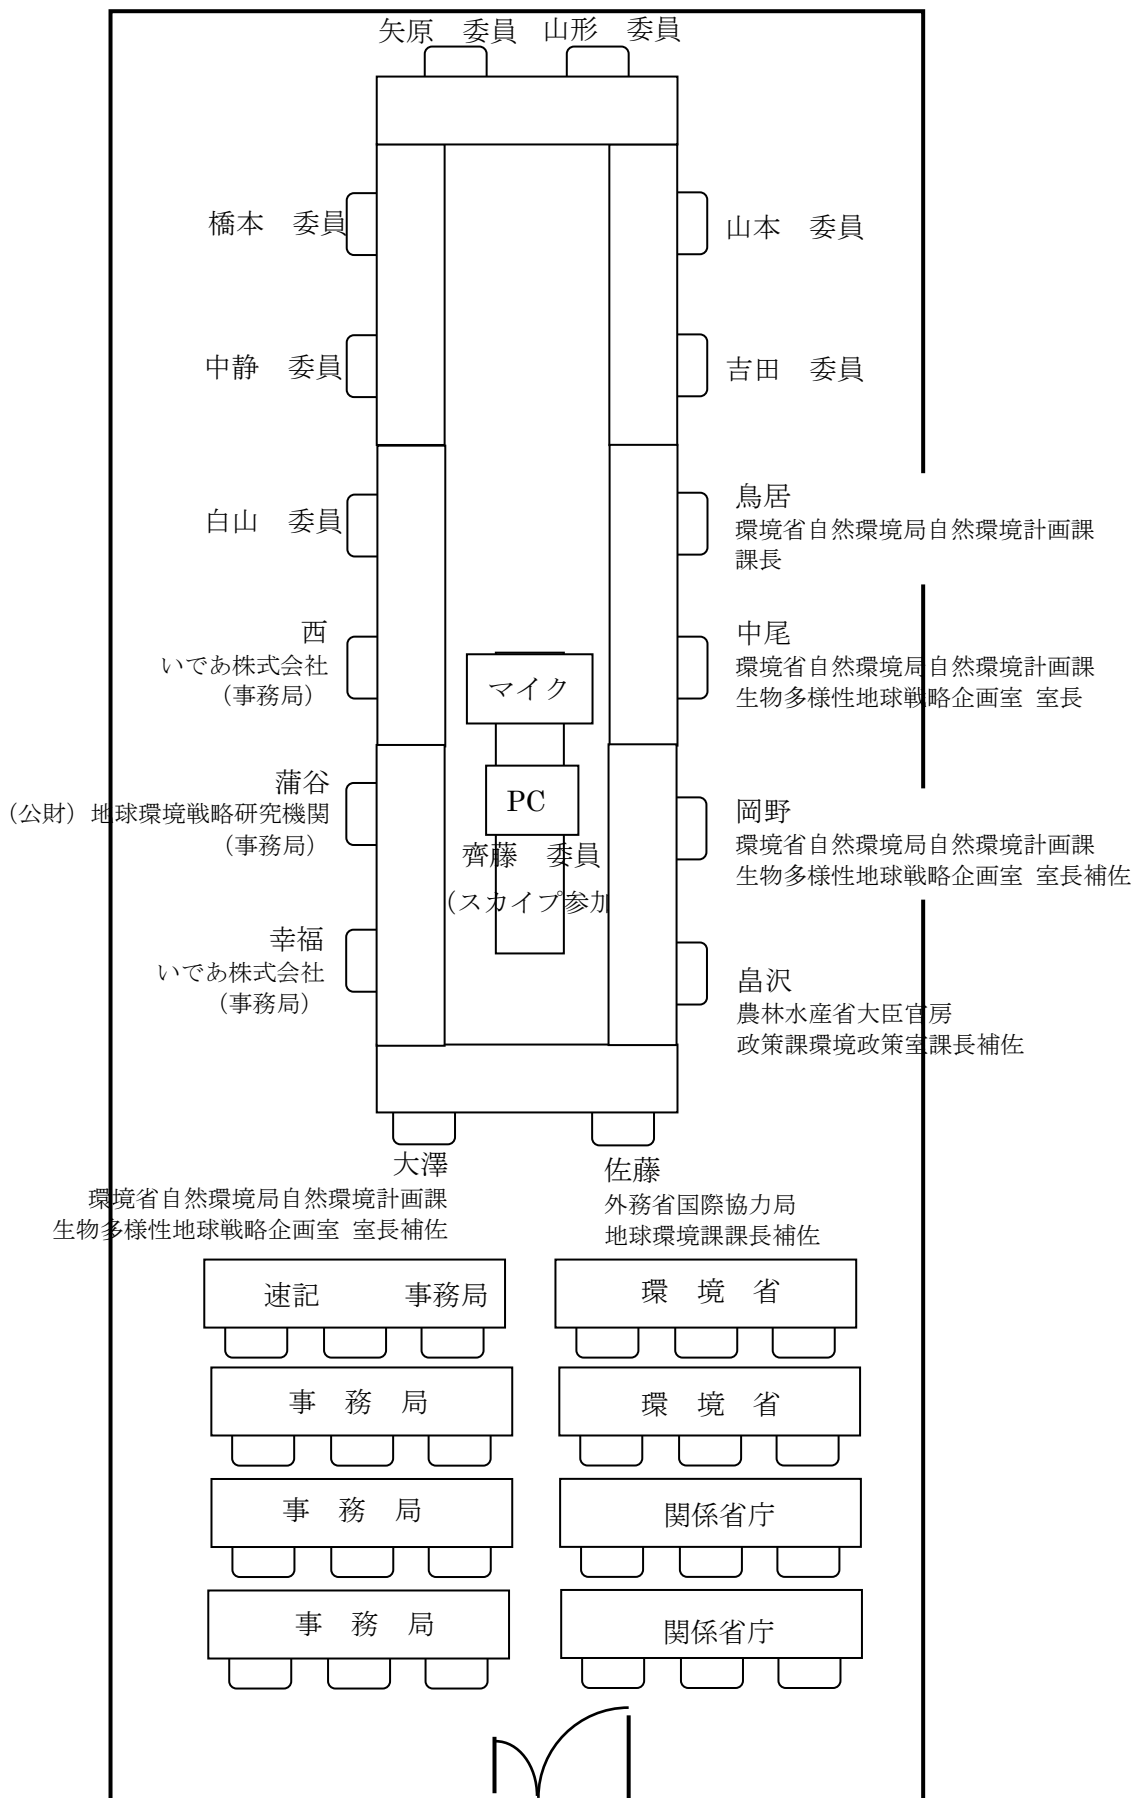 矢原　委員　山形　委員
橋本　委員
山本　委員
中静　委員
吉田　委員
白山　委員
鳥居
環境省自然環境局自然環境計画課
課長
西
いであ株式会社
（事務局）
中尾
環境省自然環境局自然環境計画課
生物多様性地球戦略企画室 室長
マイク
PC
齊藤　委員
（スカイプ参加
蒲谷
（公財）地球環境戦略研究機関
（事務局）
岡野
環境省自然環境局自然環境計画課
生物多様性地球戦略企画室 室長補佐
幸福
いであ株式会社
（事務局）
畠沢
農林水産省大臣官房
政策課環境政策室課長補佐
大澤
環境省自然環境局自然環境計画課
生物多様性地球戦略企画室 室長補佐
佐藤
外務省国際協力局
地球環境課課長補佐
速記　　　事務局
環　境　省
事　務　局
環　境　省
事　務　局
関係省庁
事　務　局
関係省庁